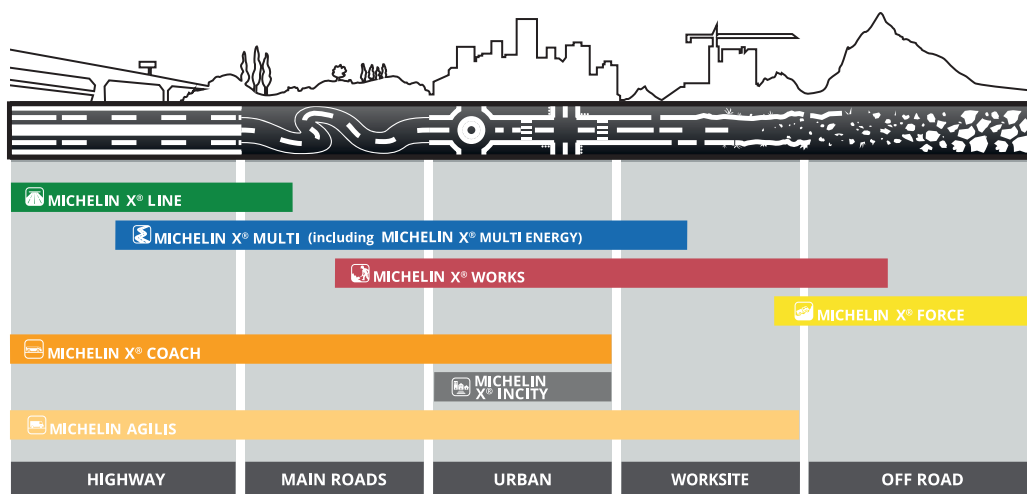 MICHELIN X® LINE
MICHELIN X® MULTI (including MICHELIN X® MULTI ENERGY)
MICHELIN X® WORKS
MICHELIN X® FORCE
MICHELIN X® COACH
MICHELIN
X® INCITY
MICHELIN AGILIS
HIGHWAY
MAIN ROADS
URBAN
WORKSITE
OFF ROAD